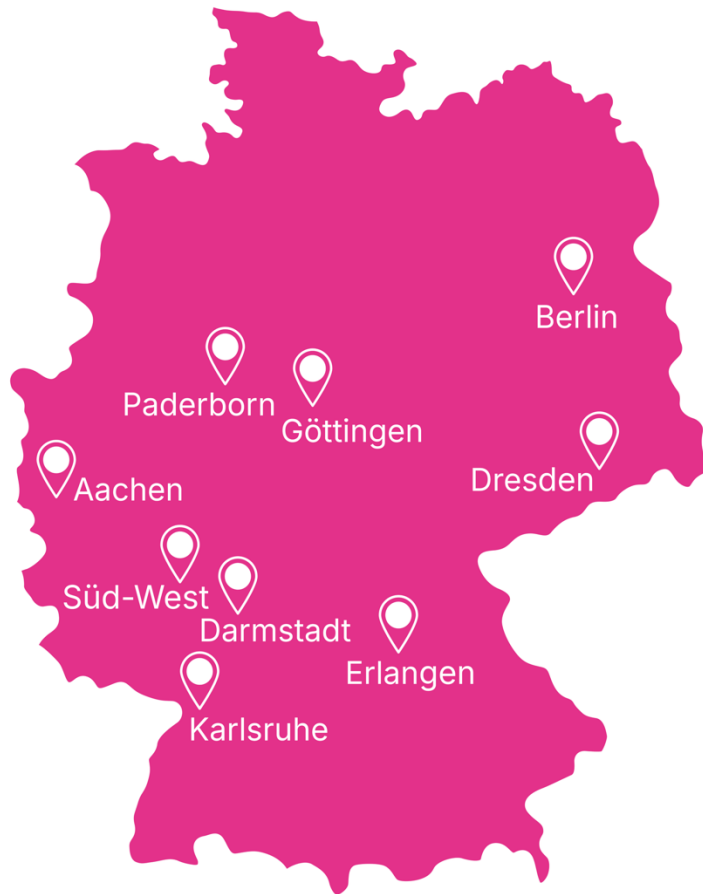 Berlin
Paderborn
Göttingen
Dresden
Aachen
Süd-West
Darmstadt
Erlangen
Karlsruhe